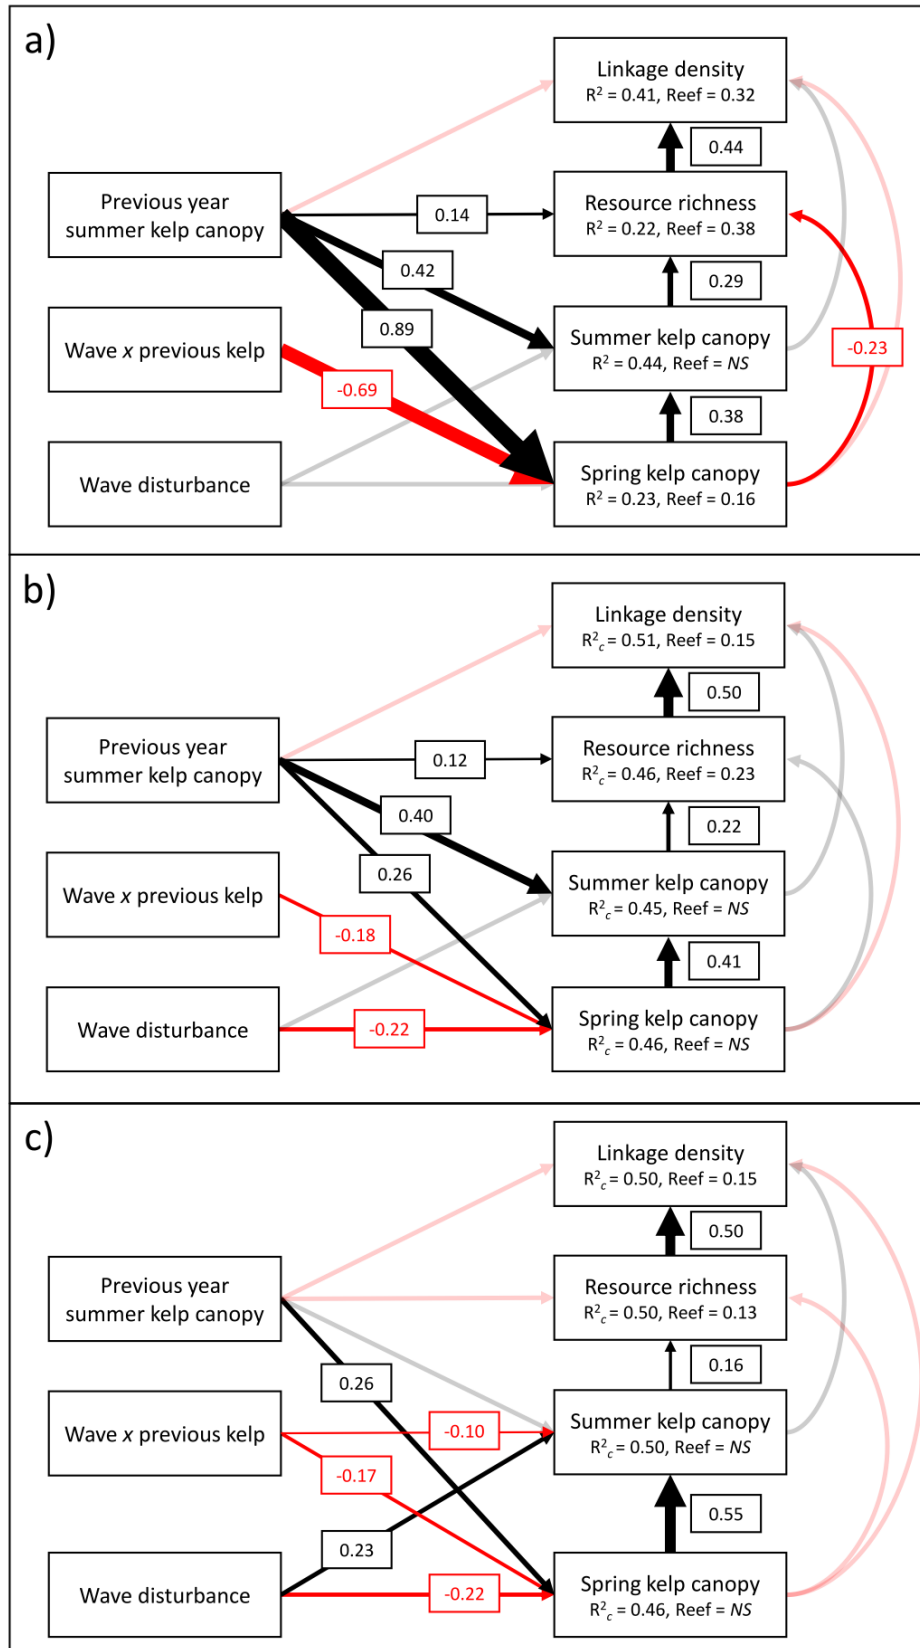 a)
Linkage density
R² = 0.41, Reef = 0.32
0.44
Previous year
summer kelp canopy
Resource richness
R² = 0.22, Reef = 0.38
0.14
0.42
0.29
0.89
Wave x previous kelp
Summer kelp canopy
R² = 0.44, Reef = NS
-0.23
-0.69
0.38
Wave disturbance
Spring kelp canopy
R² = 0.23, Reef = 0.16
b)
Linkage density
R²c = 0.51, Reef = 0.15
0.50
Previous year
summer kelp canopy
Resource richness
R²c = 0.46, Reef = 0.23
0.12
0.40
0.22
0.26
Wave x previous kelp
Summer kelp canopy
R²c = 0.45, Reef = NS
-0.18
0.41
Wave disturbance
-0.22
Spring kelp canopy
R²c = 0.46, Reef = NS
c)
Linkage density
R²c = 0.50, Reef = 0.15
0.50
Previous year
summer kelp canopy
Resource richness
R²c = 0.50, Reef = 0.13
0.16
0.26
Wave x previous kelp
-0.10
Summer kelp canopy
R²c = 0.50, Reef = NS
-0.17
0.55
0.23
Wave disturbance
-0.22
Spring kelp canopy
R²c = 0.46, Reef = NS